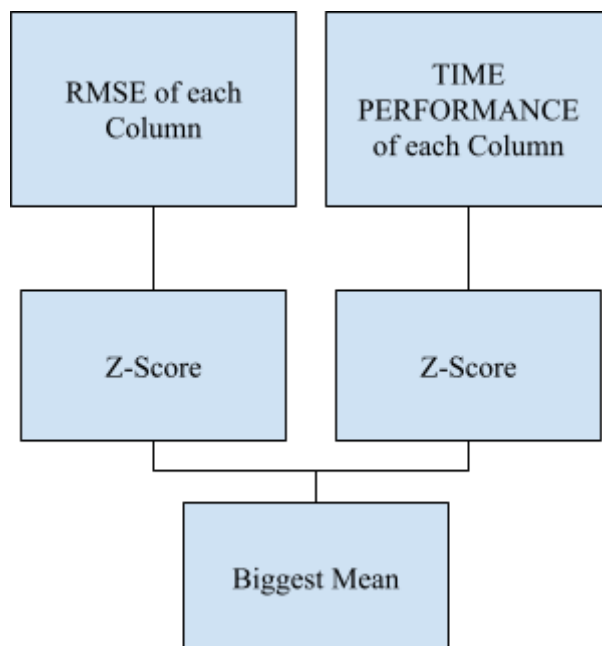 RMSE of each
Column
TIME
PERFORMANCE
of each Column
Z-Score
Z-Score
Biggest Mean